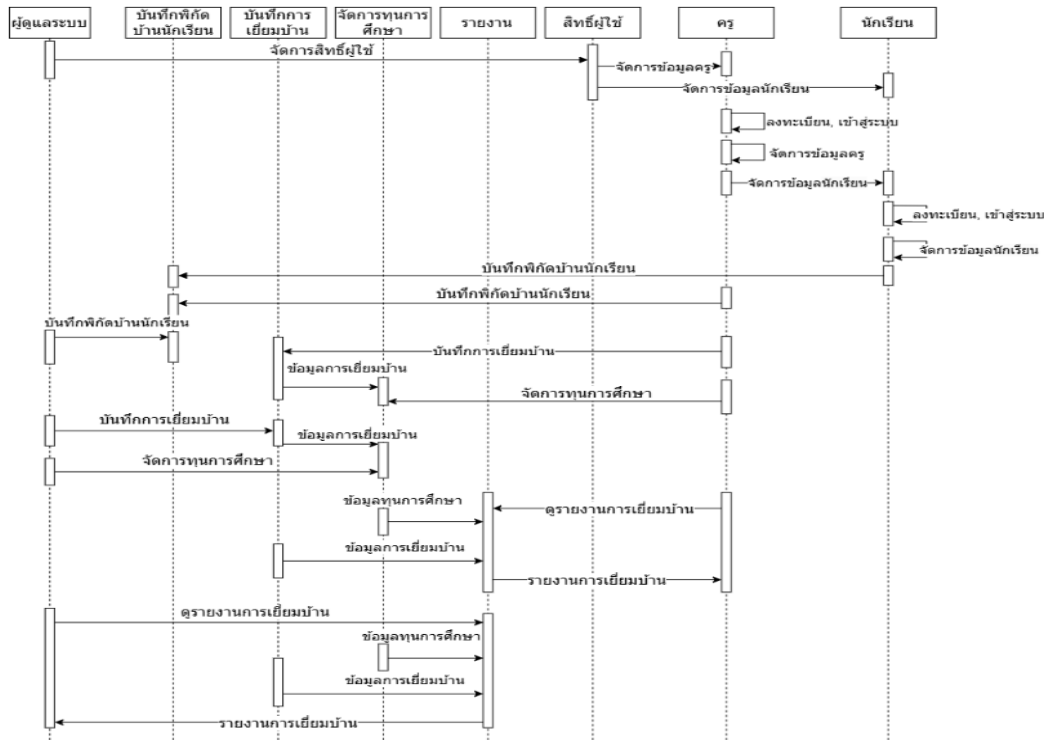 ผู้ดูแลระบบ
บันทึกพิกัด
บ้านนักเรียน
บันทึกการ
เยี่ยมบ้าน
จัดการทุนการ
ศึกษา
รายงาน
สิทธิ์ผู้ใช้
ครู
นักเรียน
จัดการสิทธิ์ผู้ใช้
จัดการข้อมูลครู
จัดการข้อมูลนักเรียน
ลงทะเบียน, เข้าสู่ระบบ
จัดการข้อมูลครู
จัดการข้อมูลนักเรียน
ลงทะเบียน, เข้าสู่ระบบ
จัดการข้อมูลนักเรียน
บันทึกพิกัดบ้านนักเรียน
บันทึกพิกัดบ้านนักเรียน
บันทึกพิกัดบ้านนักเรียน
บันทึกการเยี่ยมบ้าน
ข้อมูลการเยี่ยมบ้าน
จัดการทุนการศึกษา
บันทึกการเยี่ยมบ้าน
ข้อมูลการเยี่ยมบ้าน
จัดการทุนการศึกษา
ข้อมูลทุนการศึกษา
ดูรายงานการเยี่ยมบ้าน
ข้อมูลการเยี่ยมบ้าน
รายงานการเยี่ยมบ้าน
ดูรายงานการเยี่ยมบ้าน
ข้อมูลทุนการศึกษา
ข้อมูลการเยี่ยมบ้าน
รายงานการเยี่ยมบ้าน